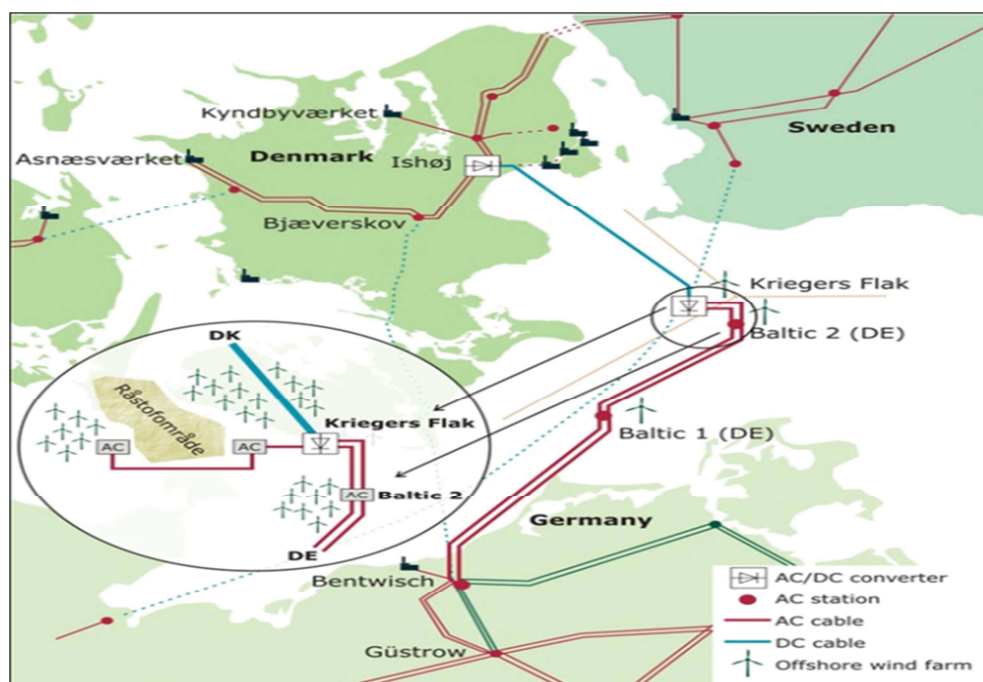 Kyndbyværket
Sweden
Asnæsværket
Denmark
Ishøj
Bjæverskov
Kriegers Flak
Baltic 2 (DE)
DK
Råstofområde
Kriegers Flak
AC
AC
Baltic 1 (DE)
AC
Baltic 2
DE
Germany
Bentwisch
Güstrow
AC/DC converter
AC station
AC cable
DC cable
Offshore wind farm